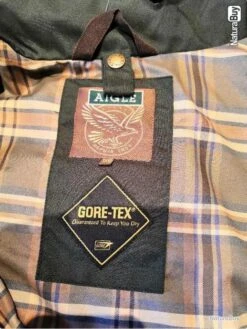 NaturaBuy
AIGLE
GORE-TEX®
Guaranteed To Keep You Dry